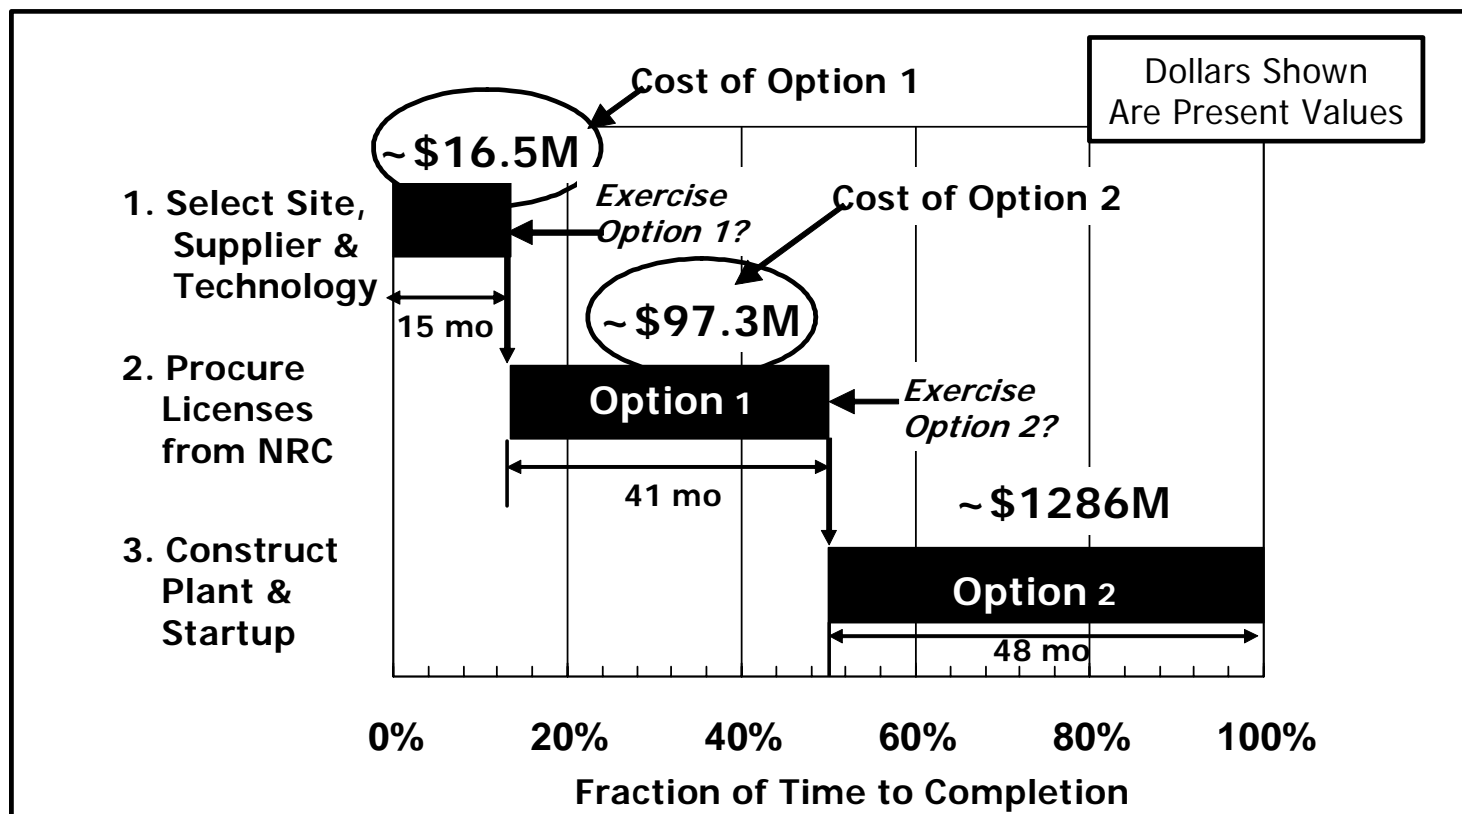 Dollars Shown
Are Present Values
Cost of Option 1
~$16.5M
1. Select Site,
Supplier &
Technology
Exercise
Option 1?
Cost of Option 2
15 mo
~$97.3M
2. Procure
Licenses
from NRC
Option 1
Exercise
Option 2?
41 mo
~$1286M
3. Construct
Plant &
Startup
Option 2
48 mo
0% 20% 40% 60% 80% 100%
Fraction of Time to Completion